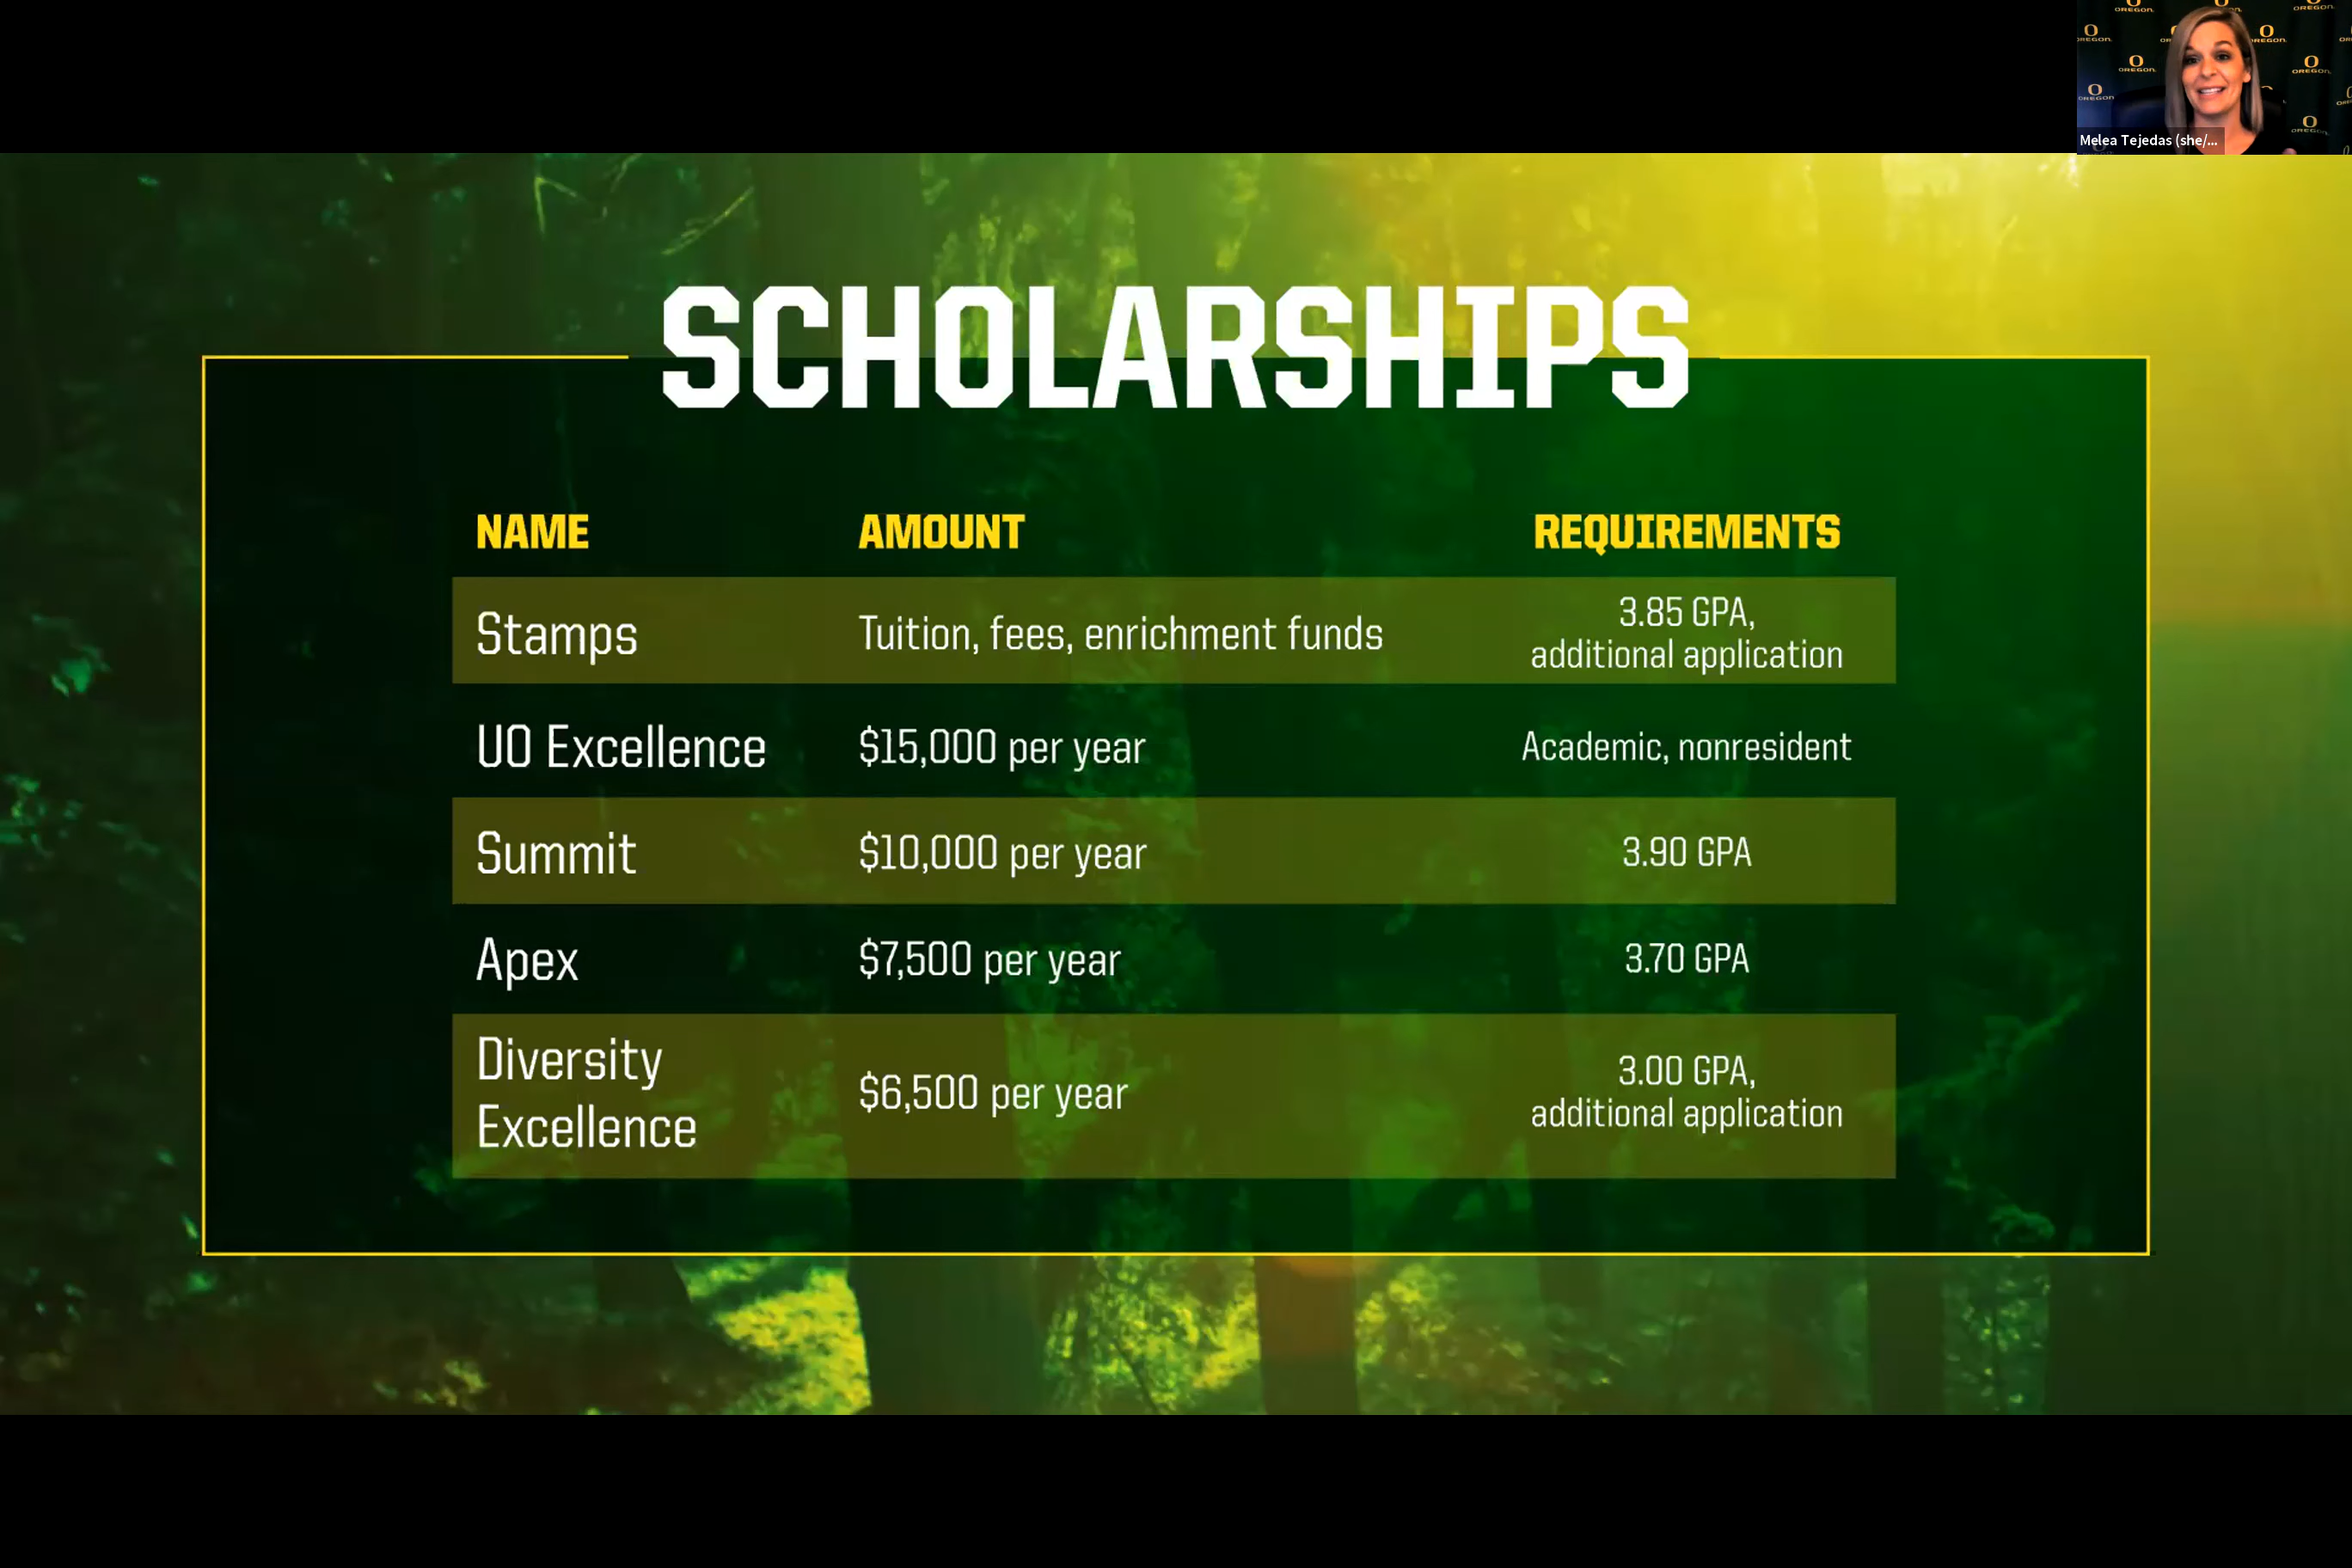 Melea Tejedas (she/...
SCHOLARSHIPS
NAME AMOUNT REQUIREMENTS
Stamps Tuition, fees, enrichment funds 3.85 GPA,
additional application
UO Excellence $15,000 per year Academic, nonresident
Summit $10,000 per year 3.90 GPA
Apex $7,500 per year 3.70 GPA
Diversity
Excellence $6,500 per year 3.00 GPA,
additional application
O
OREGON